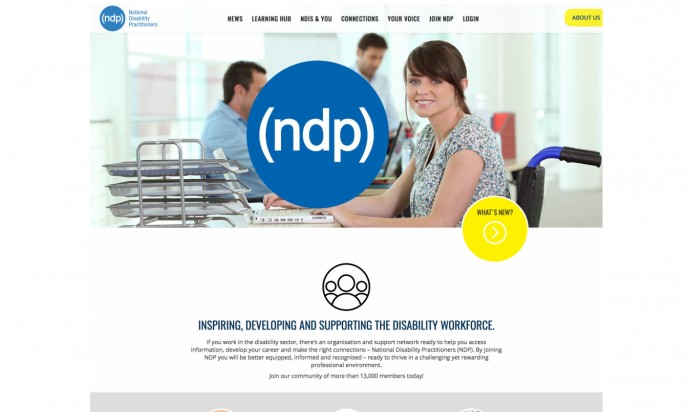 (ndp) National
Disability
Practitioners
NEWS LEARNING HUB NDIS & YOU CONNECTIONS YOUR VOICE JOIN NDP LOGIN ABOUT US
(ndp)
WHAT'S NEW?
INSPIRING, DEVELOPING AND SUPPORTING THE DISABILITY WORKFORCE.
If you work in the disability sector, there's an organisation and support network ready to help you access
information, develop your career and make the right connections – National Disability Practitioners (NDP). By joining
NDP you will be better equipped, informed and recognised – ready to thrive in a challenging yet rewarding
professional environment.
Join our community of more than 13,000 members today!